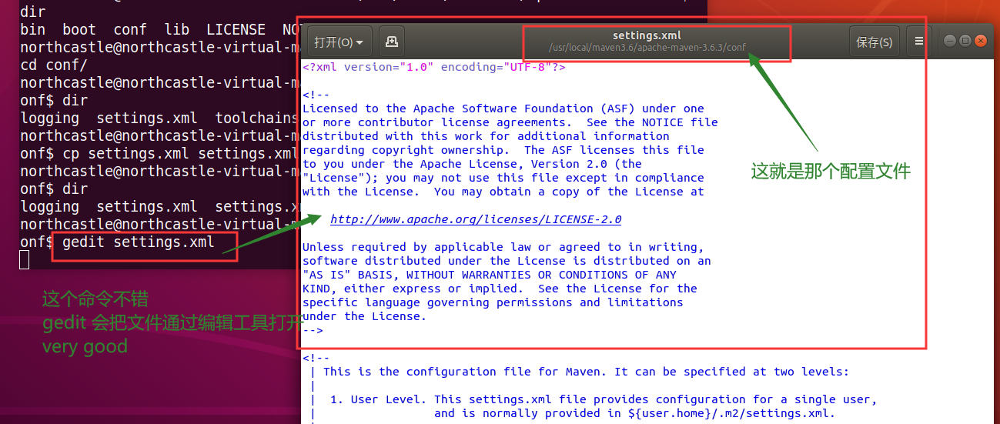 dir
bin  boot  conf  lib  LICENSE
northcastle@northcastle-virtual-
cd conf/
northcastle@northcastle-virtual-
onf$ dir
logging  settings.xml  toolchains
northcastle@northcastle-virtual-
onf$ cp settings.xml settings.xml
northcastle@northcastle-virtual-
onf$ dir
logging  settings.xml
northcastle@northcastle-virtual-
onf$ gedit settings.xml
这个命令不错
gedit 会把文件通过编辑工具打开
very good
打开(O)
settings.xml
/usr/local/maven3.6/apache-maven-3.6.3/conf
保存(S)
<?xml version="1.0" encoding="UTF-8"?>
<!--
Licensed to the Apache Software Foundation (ASF) under one
or more contributor license agreements.  See the NOTICE file
distributed with this work for additional information
regarding copyright ownership.  The ASF licenses this file
to you under the Apache License, Version 2.0 (the
"License"); you may not use this file except in compliance
with the License.  You may obtain a copy of the License at
http://www.apache.org/licenses/LICENSE-2.0
Unless required by applicable law or agreed to in writing,
software distributed under the License is distributed on an
"AS IS" BASIS, WITHOUT WARRANTIES OR CONDITIONS OF ANY
KIND, either express or implied.  See the License for the
specific language governing permissions and limitations
under the License.
-->
<!--
| This is the configuration file for Maven. It can be specified at two levels:
|
|  1. User Level. This settings.xml file provides configuration for a single user,
|                 and is normally provided in ${user.home}/.m2/settings.xml.
这就是那个配置文件